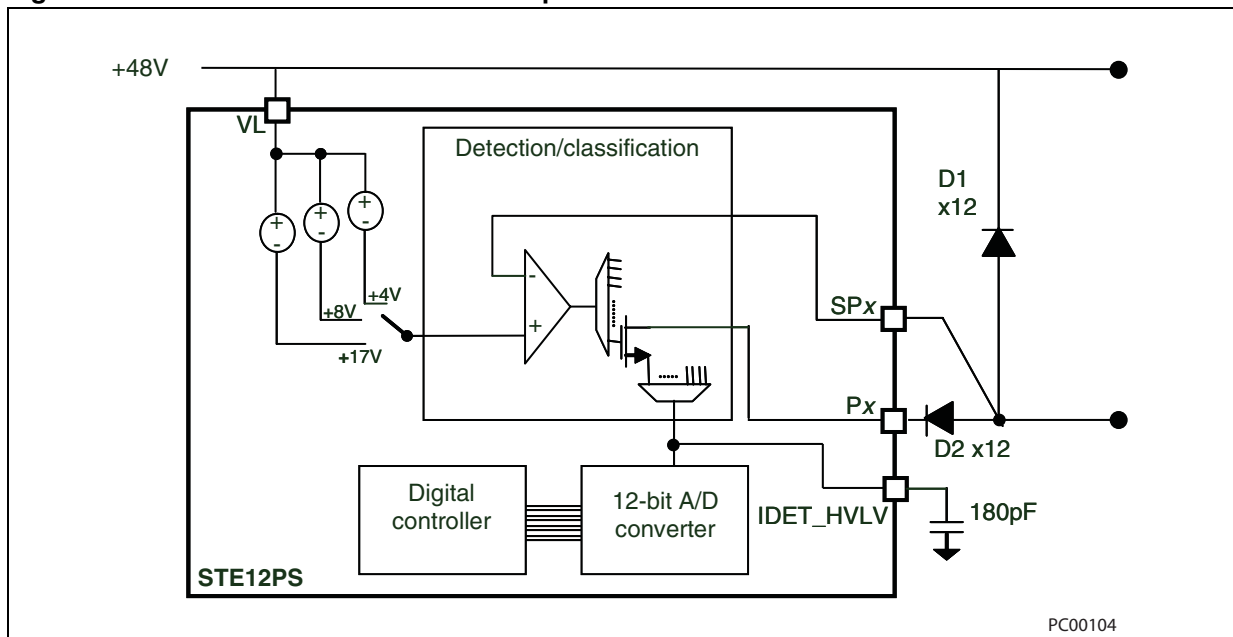 +48V
VL
Detection/classification
D1
x12
+
-
+
-
+
-
-
+
+4V
+8V
+17V
SPx
Px
D2 x12
Digital
controller
12-bit A/D
converter
IDET_HVLV
180pF
STE12PS
PC00104